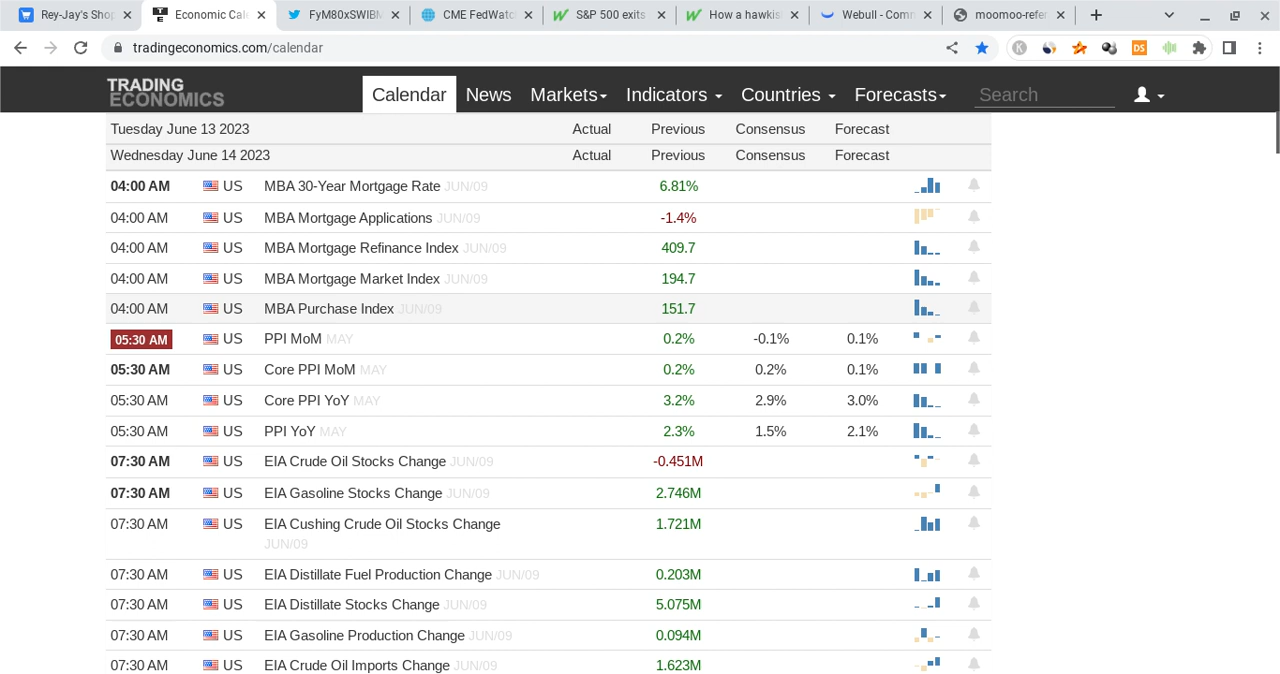 Rey-Jay's Shop
Economic Cale
FyM80xSWIBM
CME FedWatch
S&P 500 exits
How a hawkis
Webull - Comm
moomoo-refer
tradingeconomics.com/calendar
K
DS
TRADING
ECONOMICS
Calendar News Markets Indicators Countries Forecasts Search
Tuesday June 13 2023 Actual Previous Consensus Forecast
Wednesday June 14 2023 Actual Previous Consensus Forecast
04:00 AM US MBA 30-Year Mortgage Rate JUN/09 6.81%
04:00 AM US MBA Mortgage Applications JUN/09 -1.4%
04:00 AM US MBA Mortgage Refinance Index JUN/09 409.7
04:00 AM US MBA Mortgage Market Index JUN/09 194.7
04:00 AM US MBA Purchase Index JUN/09 151.7
05:30 AM US PPI MoM MAY 0.2% -0.1% 0.1%
05:30 AM US Core PPI MoM MAY 0.2% 0.2% 0.1%
05:30 AM US Core PPI YoY MAY 3.2% 2.9% 3.0%
05:30 AM US PPI YoY MAY 2.3% 1.5% 2.1%
07:30 AM US EIA Crude Oil Stocks Change JUN/09 -0.451M
07:30 AM US EIA Gasoline Stocks Change JUN/09 2.746M
07:30 AM US EIA Cushing Crude Oil Stocks Change 1.721M
JUN/09
07:30 AM US EIA Distillate Fuel Production Change JUN/09 0.203M
07:30 AM US EIA Distillate Stocks Change JUN/09 5.075M
07:30 AM US EIA Gasoline Production Change JUN/09 0.094M
07:30 AM US EIA Crude Oil Imports Change JUN/09 1.623M